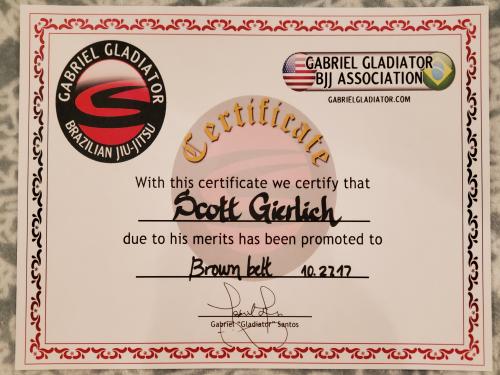 GABRIEL GLADIATOR
BRAZILIAN JIU-JITSU
GABRIEL GLADIATOR
BJJ ASSOCIATION
GABRIELGLADIATOR.COM
Certificate
With this certificate we certify that
Scott Gierlich
due to his merits has been promoted to
Brown belt 10.27.17
Gabriel "Gladiator" Santos